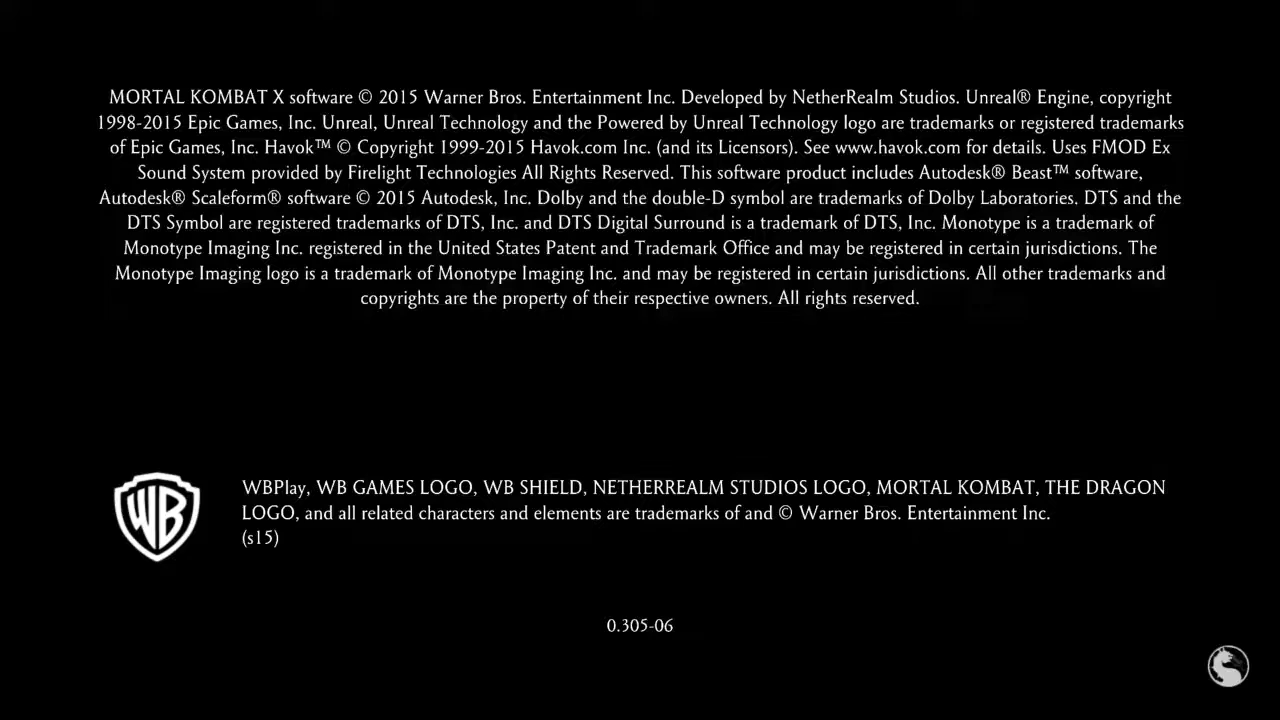 MORTAL KOMBAT X software © 2015 Warner Bros. Entertainment Inc. Developed by NetherRealm Studios. Unreal® Engine, copyright
1998-2015 Epic Games, Inc. Unreal, Unreal Technology and the Powered by Unreal Technology logo are trademarks or registered trademarks
of Epic Games, Inc. Havok™ © Copyright 1999-2015 Havok.com Inc. (and its Licensors). See www.havok.com for details. Uses FMOD Ex
Sound System provided by Firelight Technologies All Rights Reserved. This software product includes Autodesk® Beast™ software,
Autodesk® Scaleform® software © 2015 Autodesk, Inc. Dolby and the double-D symbol are trademarks of Dolby Laboratories. DTS and the
DTS Symbol are registered trademarks of DTS, Inc. and DTS Digital Surround is a trademark of DTS, Inc. Monotype is a trademark of
Monotype Imaging Inc. registered in the United States Patent and Trademark Office and may be registered in certain jurisdictions. The
Monotype Imaging logo is a trademark of Monotype Imaging Inc. and may be registered in certain jurisdictions. All other trademarks and
copyrights are the property of their respective owners. All rights reserved.
WB
WBPlay, WB GAMES LOGO, WB SHIELD, NETHERREALM STUDIOS LOGO, MORTAL KOMBAT, THE DRAGON
LOGO, and all related characters and elements are trademarks of and © Warner Bros. Entertainment Inc.
(s15)
0.305-06